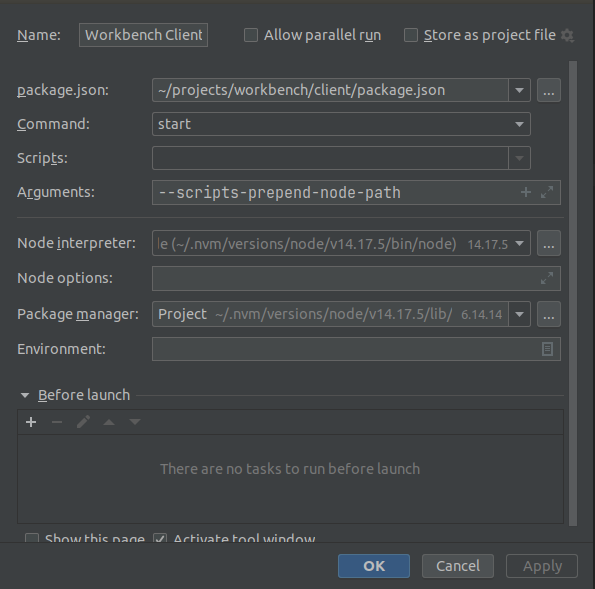 Name: Workbench Client Allow parallel run Store as project file
package.json: ~/projects/workbench/client/package.json ...
Command: start
Scripts:
Arguments: --scripts-prepend-node-path
Node interpreter: le (~/.nvm/versions/node/v14.17.5/bin/node) 14.17.5 ...
Node options:
Package manager: Project ~/.nvm/versions/node/v14.17.5/lib/ 6.14.14 ...
Environment:
Before launch
There are no tasks to run before launch
Show this page Activate tool window
OK Cancel Apply